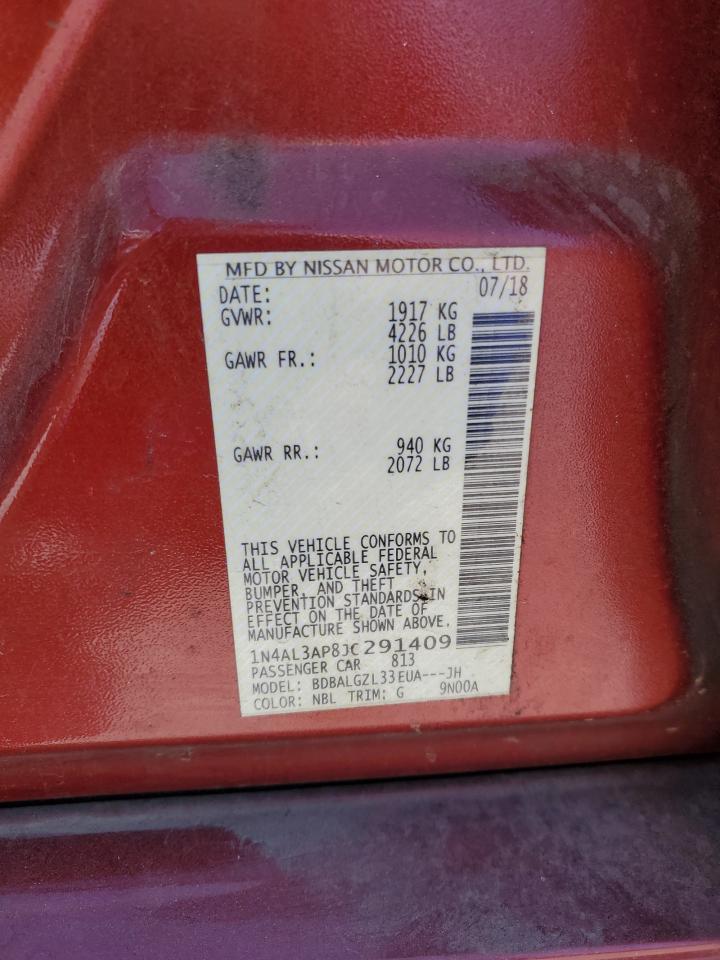 MFD BY NISSAN MOTOR CO., LTD.
DATE: 07/18
GVWR: 1917 KG
4226 LB
GAWR FR.: 1010 KG
2227 LB
GAWR RR.: 940 KG
2072 LB
THIS VEHICLE CONFORMS TO
ALL APPLICABLE FEDERAL
MOTOR VEHICLE SAFETY,
BUMPER, AND THEFT
PREVENTION STANDARDS IN
EFFECT ON THE DATE OF
MANUFACTURE SHOWN ABOVE.
1N4AL3AP8JC291409
PASSENGER CAR 813
MODEL: BDBALGZL33EUA---JH
COLOR: NBL TRIM: G 9N00A